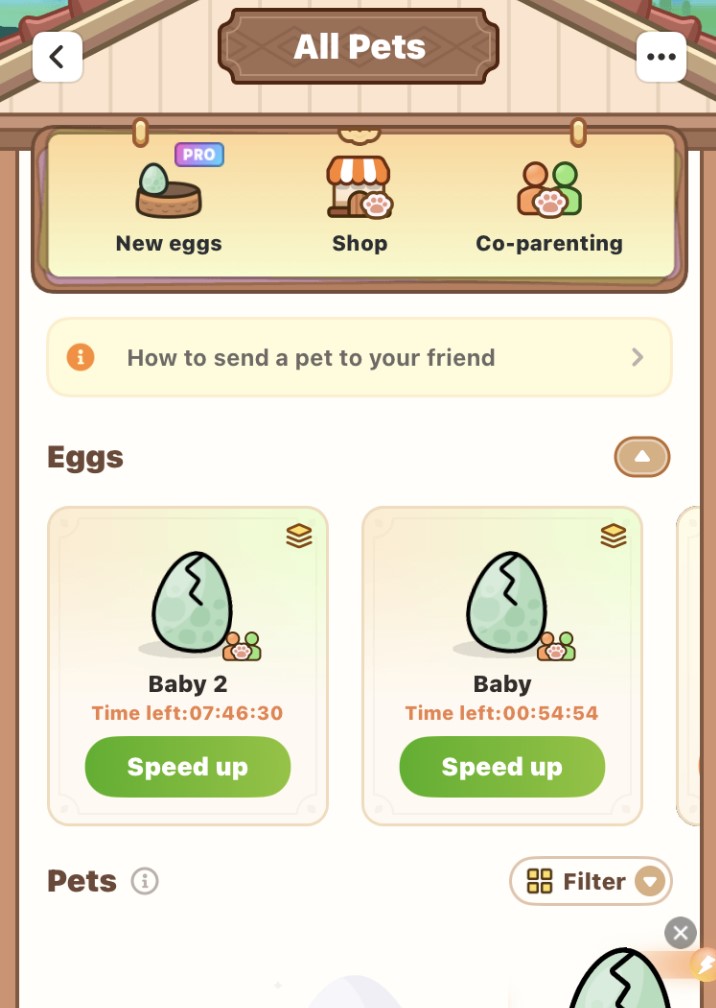 All Pets
PRO
New eggs
Shop
Co-parenting
How to send a pet to your friend
Eggs
Baby 2
Time left:07:46:30
Speed up
Baby
Time left:00:54:54
Speed up
Pets
Filter